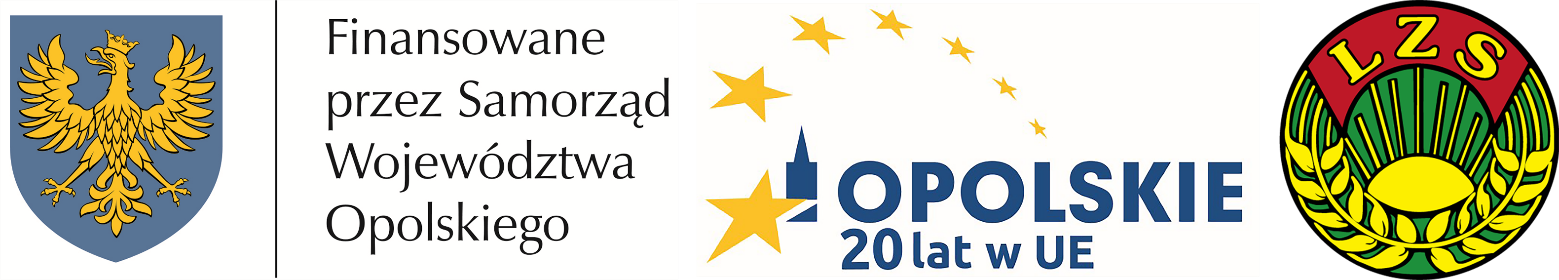 Finansowane
przez Samorząd
Województwa
Opolskiego
OPOLSKIE
20 lat w UE
LZS